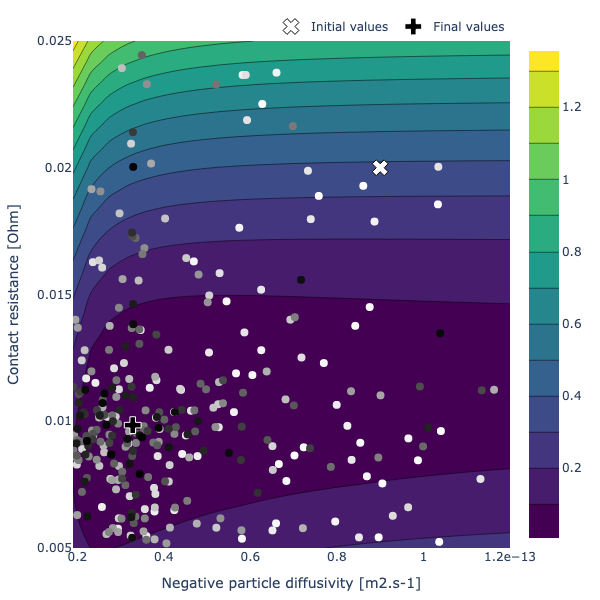 Initial values Final values
0.025
0.02
0.015
0.01
0.005
Contact resistance [Ohm]
0.2 0.4 0.6 0.8 1 1.2e−13
Negative particle diffusivity [m2.s-1]
1.2
1
0.8
0.6
0.4
0.2